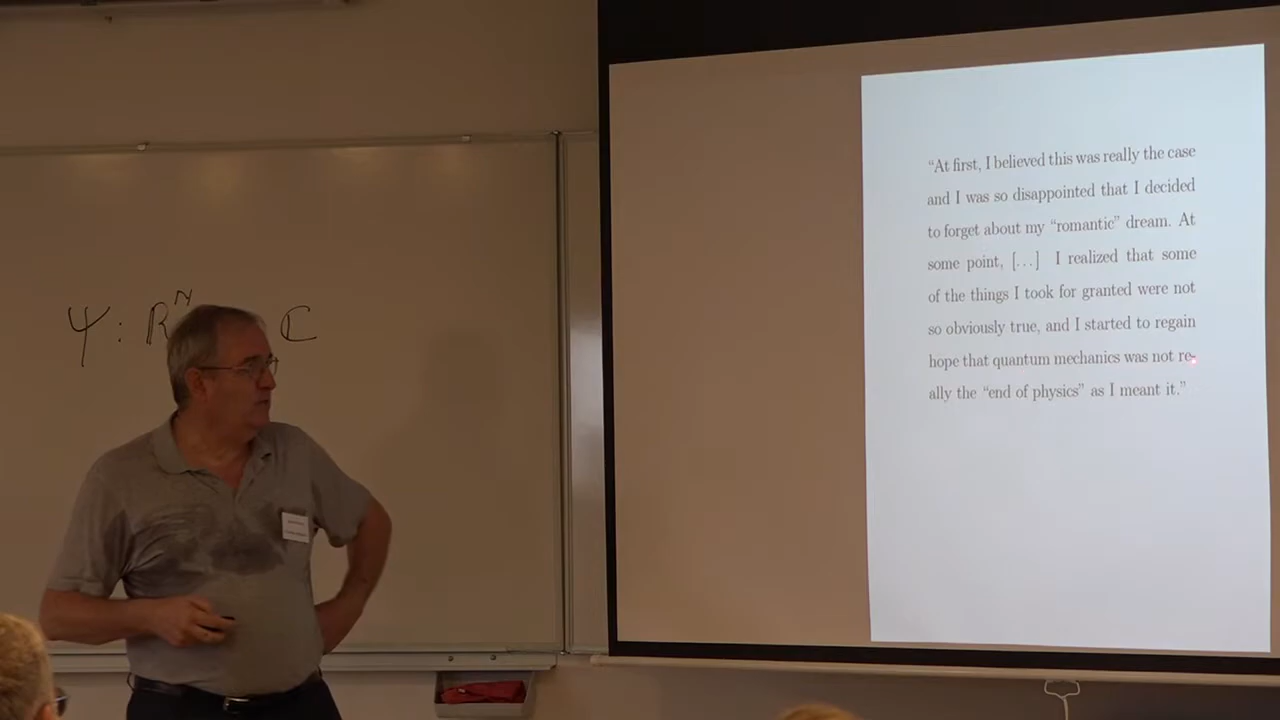 Ψ : ℝᴺ ℂ
“At first, I believed this was really the case
and I was so disappointed that I decided
to forget about my “romantic” dream. At
some point, [...] I realized that some
of the things I took for granted were not
so obviously true, and I started to regain
hope that quantum mechanics was not re-
ally the “end of physics” as I meant it.”